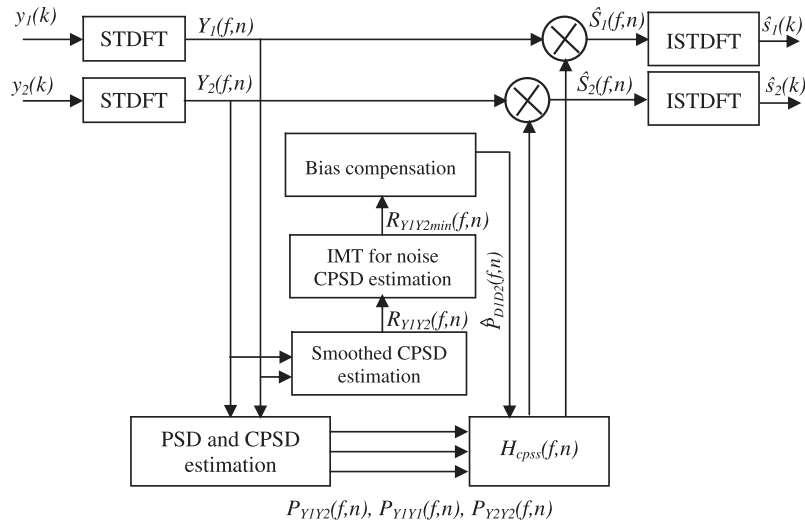 y1(k)
STDFT
Y1(f,n)
Ŝ1(f,n)
ISTDFT
ŝ1(k)
y2(k)
STDFT
Y2(f,n)
Ŝ2(f,n)
ISTDFT
ŝ2(k)
Bias compensation
RY1Y2min(f,n)
IMT for noise
CPSD estimation
P̂D1D2(f,n)
RY1Y2(f,n)
Smoothed CPSD
estimation
PSD and CPSD
estimation
Hcpss(f,n)
PY1Y2(f,n), PY1Y1(f,n), PY2Y2(f,n)